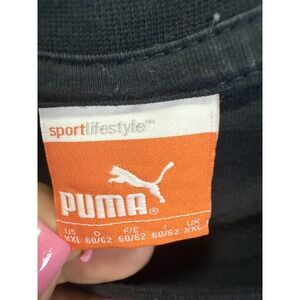 sportlifestyle™
PUMA®
US D F/E I UK
XXL 60/62 60/62 60/62 XXL